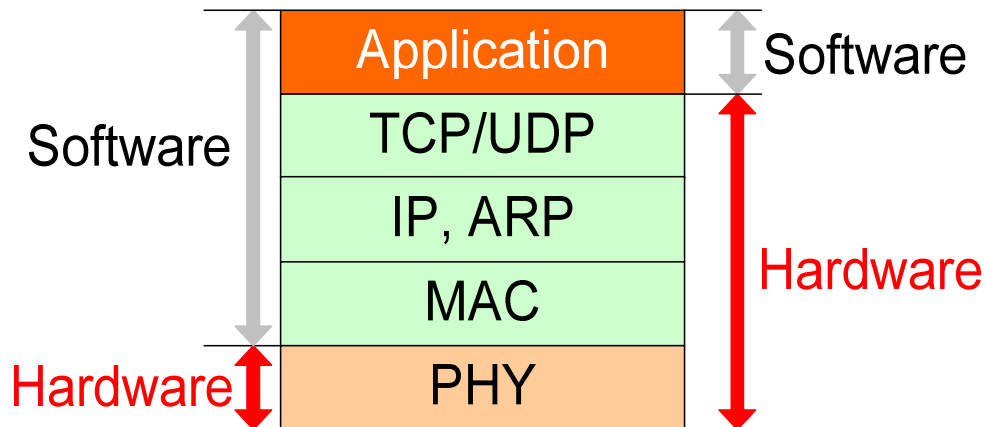 Application
Software
TCP/UDP
Software
IP, ARP
Hardware
MAC
PHY
Hardware